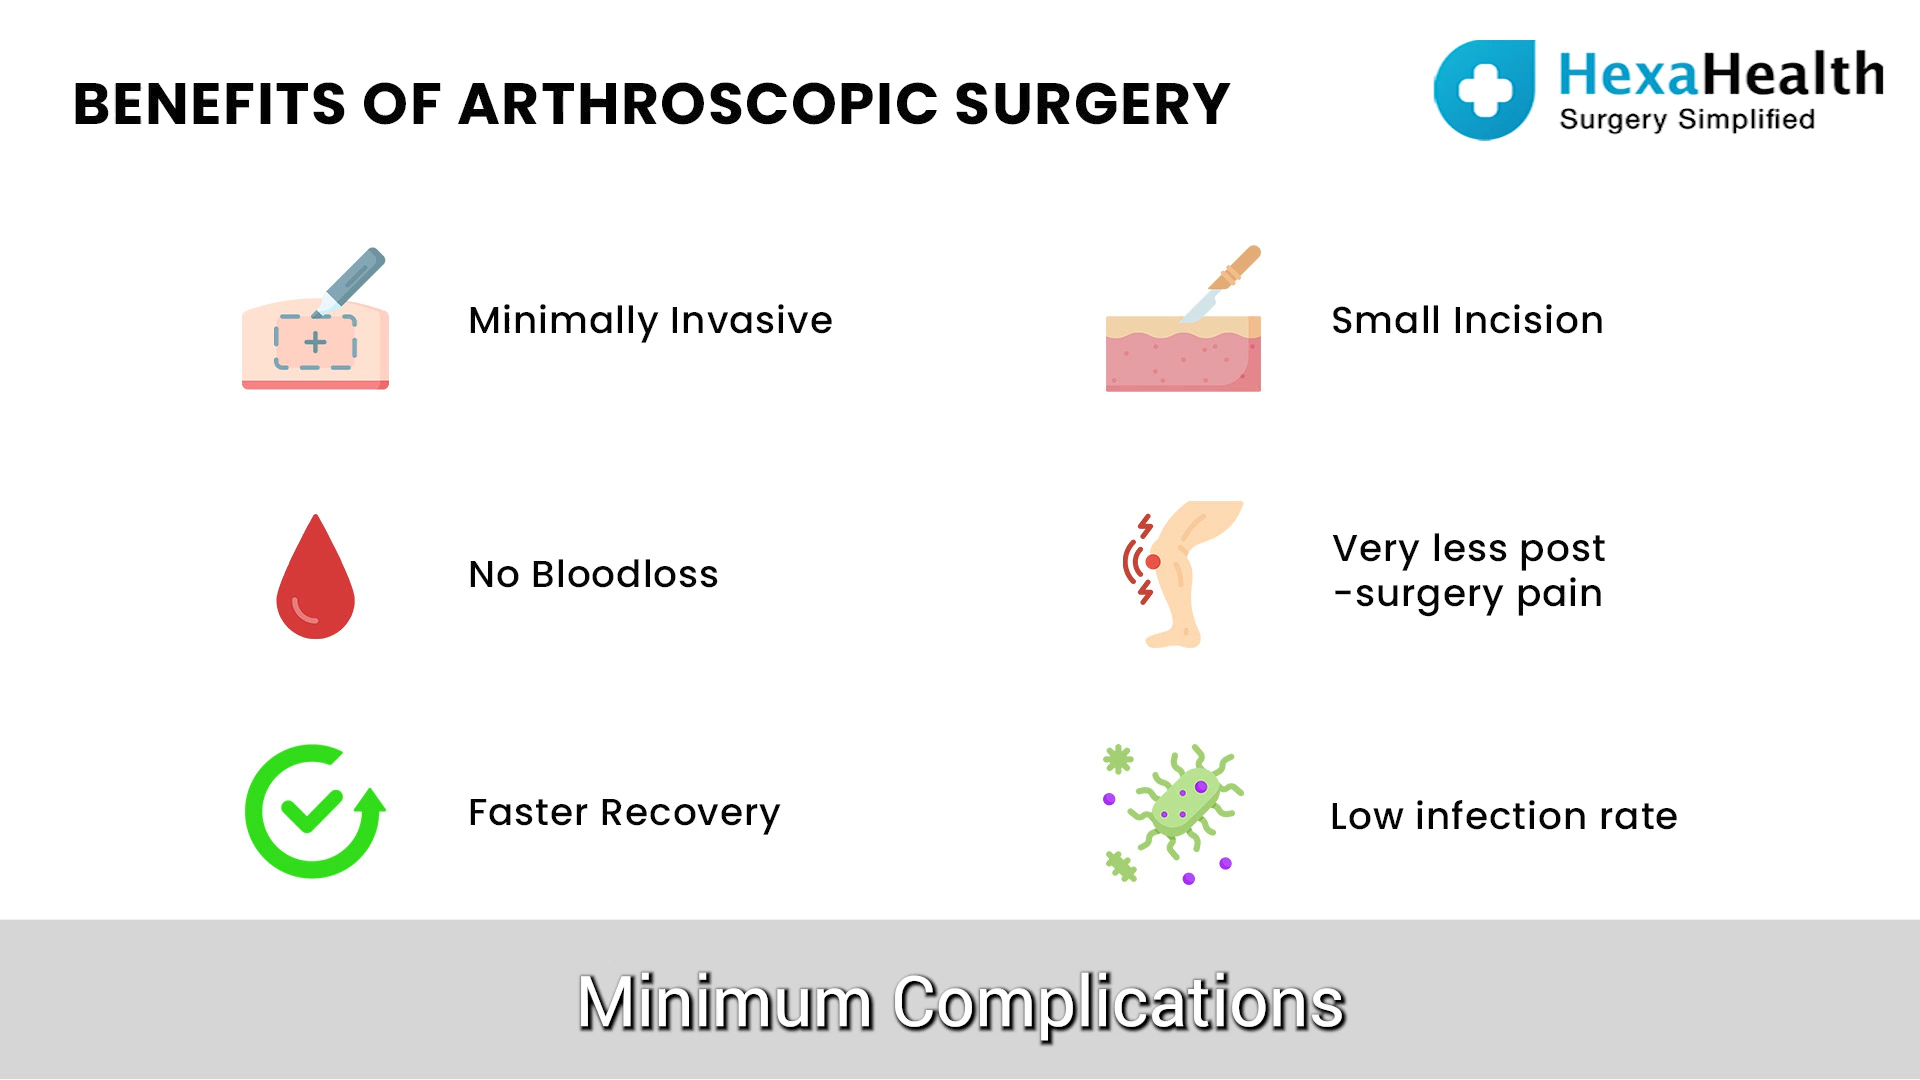 BENEFITS OF ARTHROSCOPIC SURGERY
HexaHealth
Surgery Simplified
Minimally Invasive
Small Incision
No Bloodloss
Very less post
-surgery pain
Faster Recovery
Low infection rate
Minimum Complications